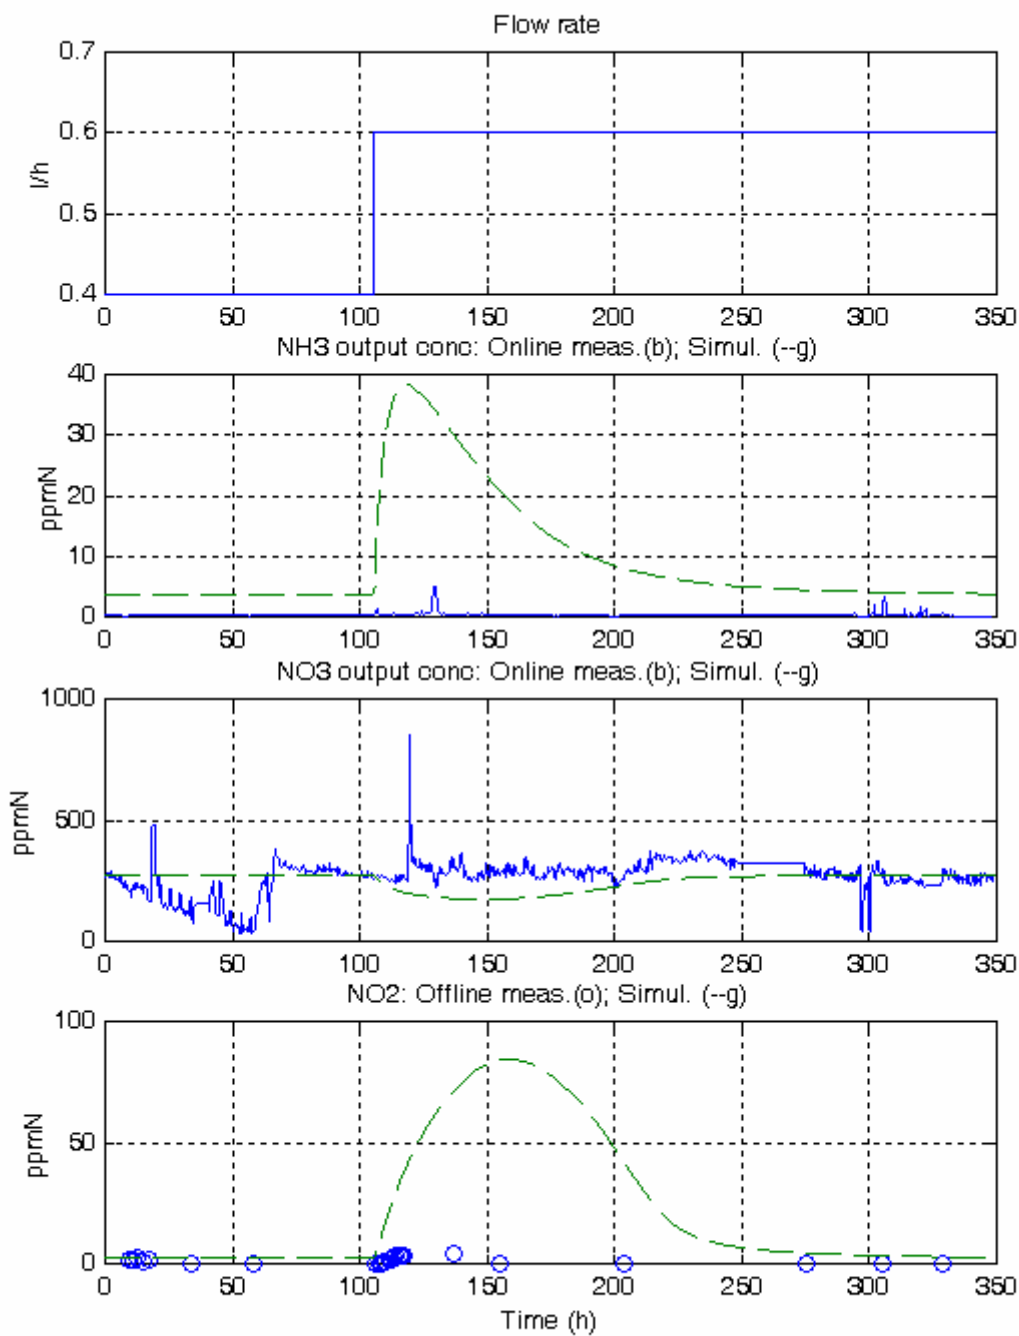 Flow rate
0.7
0.6
l/h
0.5
0.4
0 50 100 150 200 250 300 350
NH3 output conc: Online meas.(b); Simul. (--g)
40
30
ppmN
20
10
0
0 50 100 150 200 250 300 350
NO3 output conc: Online meas.(b); Simul. (--g)
1000
ppmN
500
0
0 50 100 150 200 250 300 350
NO2: Offline meas.(o); Simul. (--g)
100
ppmN
50
0
0 50 100 150 200 250 300 350
Time (h)